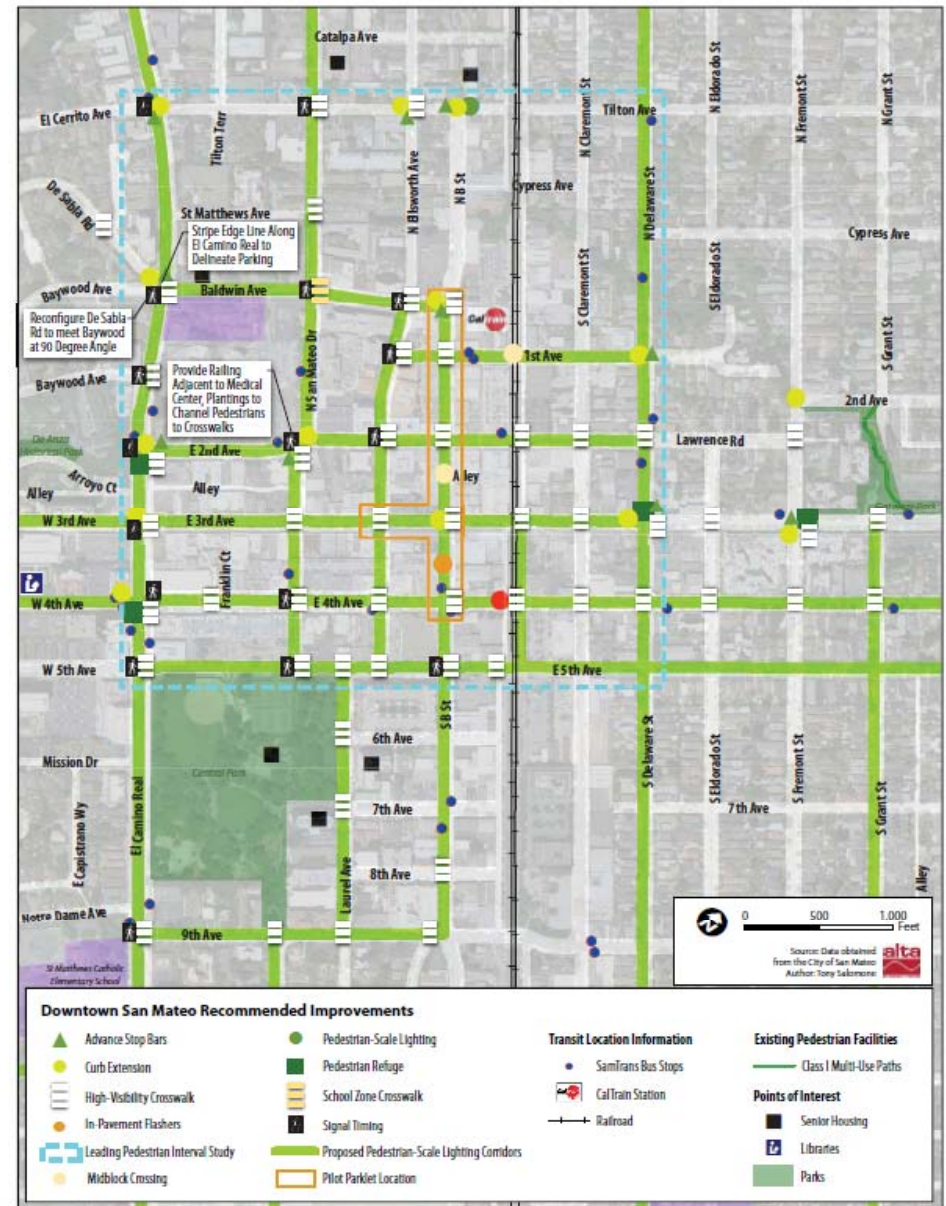 Catalpa Ave
El Cerrito Ave
Tilton Terr
Tilton Ave
N Claremont St
N Eldorado St
N Fremont St
N Grant St
De Sabla Rd
N Ellsworth Ave
N B St
Cypress Ave
N Delaware St
Cypress Ave
St Matthews Ave
Stripe Edge Line Along
El Camino Real to
Delineate Parking
Baywood Ave
Baldwin Ave
S Claremont St
S Eldorado St
S Grant St
Cal Train
Reconfigure De Sabla
Rd to meet Baywood
at 90 Degree Angle
N San Mateo Dr
1st Ave
Baywood Ave
Provide Railing
Adjacent to Medical
Center, Plantings to
Channel Pedestrians
to Crosswalks
2nd Ave
De Anza
Historical Park
E 2nd Ave
Lawrence Rd
Arroyo Ct
Alley
Alley
Alley
W 3rd Ave
E 3rd Ave
Franklin Ct
W 4th Ave
E 4th Ave
W 5th Ave
E 5th Ave
S B St
6th Ave
Mission Dr
Central Park
S Delaware St
S Eldorado St
S Fremont St
El Camino Real
E Capistrano Wy
7th Ave
7th Ave
S Grant St
Laurel Ave
8th Ave
Alley
Notre Dame Ave
9th Ave
St Matthews Catholic
Elementary School
0 500 1,000
Feet
Source: Data obtained
from the City of San Mateo
Author: Tony Salomone
alta
Downtown San Mateo Recommended Improvements
Advance Stop Bars
Curb Extension
High-Visibility Crosswalk
In-Pavement Flashers
Leading Pedestrian Interval Study
Midblock Crossing
Pedestrian-Scale Lighting
Pedestrian Refuge
School Zone Crosswalk
Signal Timing
Proposed Pedestrian-Scale Lighting Corridors
Pilot Parklet Location
Transit Location Information
SamTrans Bus Stops
CalTrain Station
Railroad
Existing Pedestrian Facilities
Class I Multi-Use Paths
Points of Interest
Senior Housing
Libraries
Parks